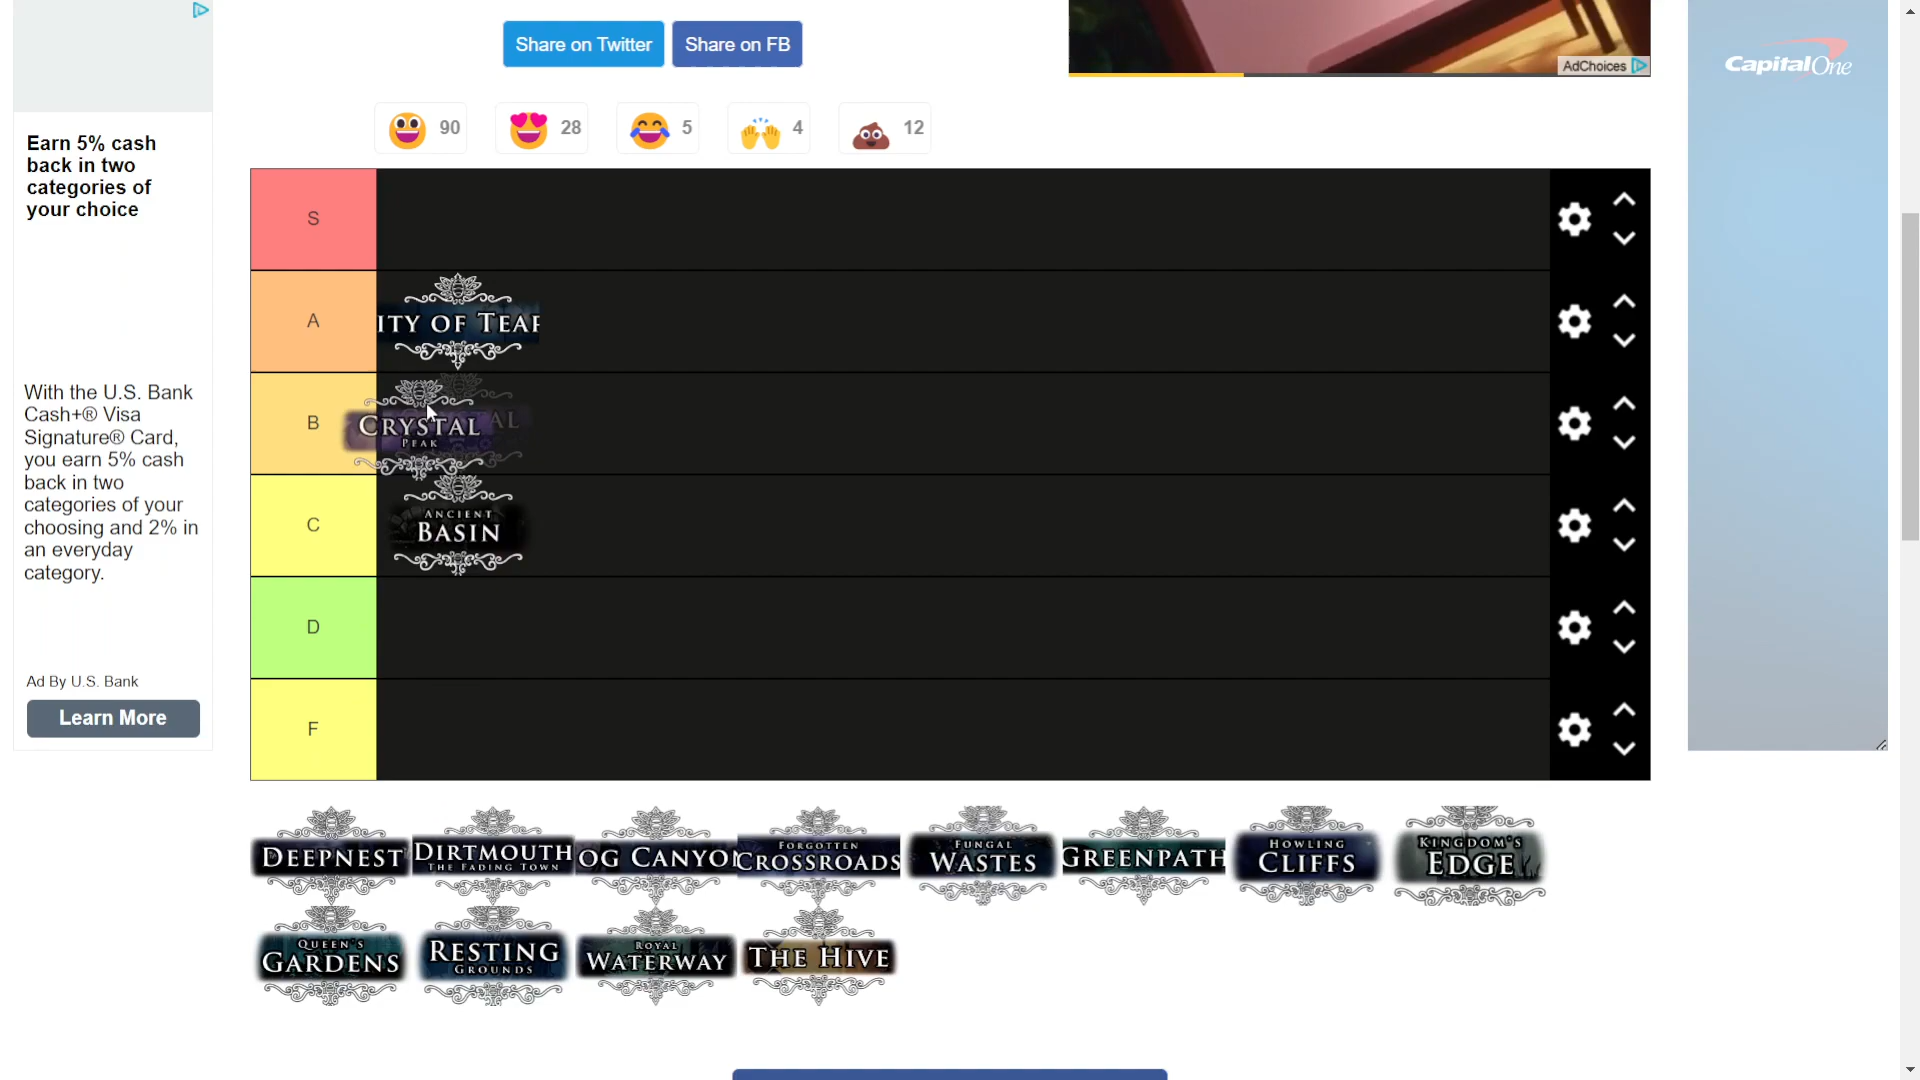 Share on Twitter
Share on FB
AdChoices
CapitalOne
90
28
5
4
12
Earn 5% cash
back in two
categories of
your choice
With the U.S. Bank
Cash+® Visa
Signature® Card,
you earn 5% cash
back in two
categories of your
choosing and 2% in
an everyday
category.
Ad By U.S. Bank
Learn More
S
A
ITY OF TEAR
B
CRYSTAL
PEAK
C
ANCIENT
BASIN
D
F
DEEPNEST
DIRTMOUTH
THE FADING TOWN
OG CANYON
FORGOTTEN
CROSSROADS
FUNGAL
WASTES
GREENPATH
HOWLING
CLIFFS
KINGDOM'S
EDGE
QUEEN'S
GARDENS
RESTING
GROUNDS
ROYAL
WATERWAY
THE HIVE